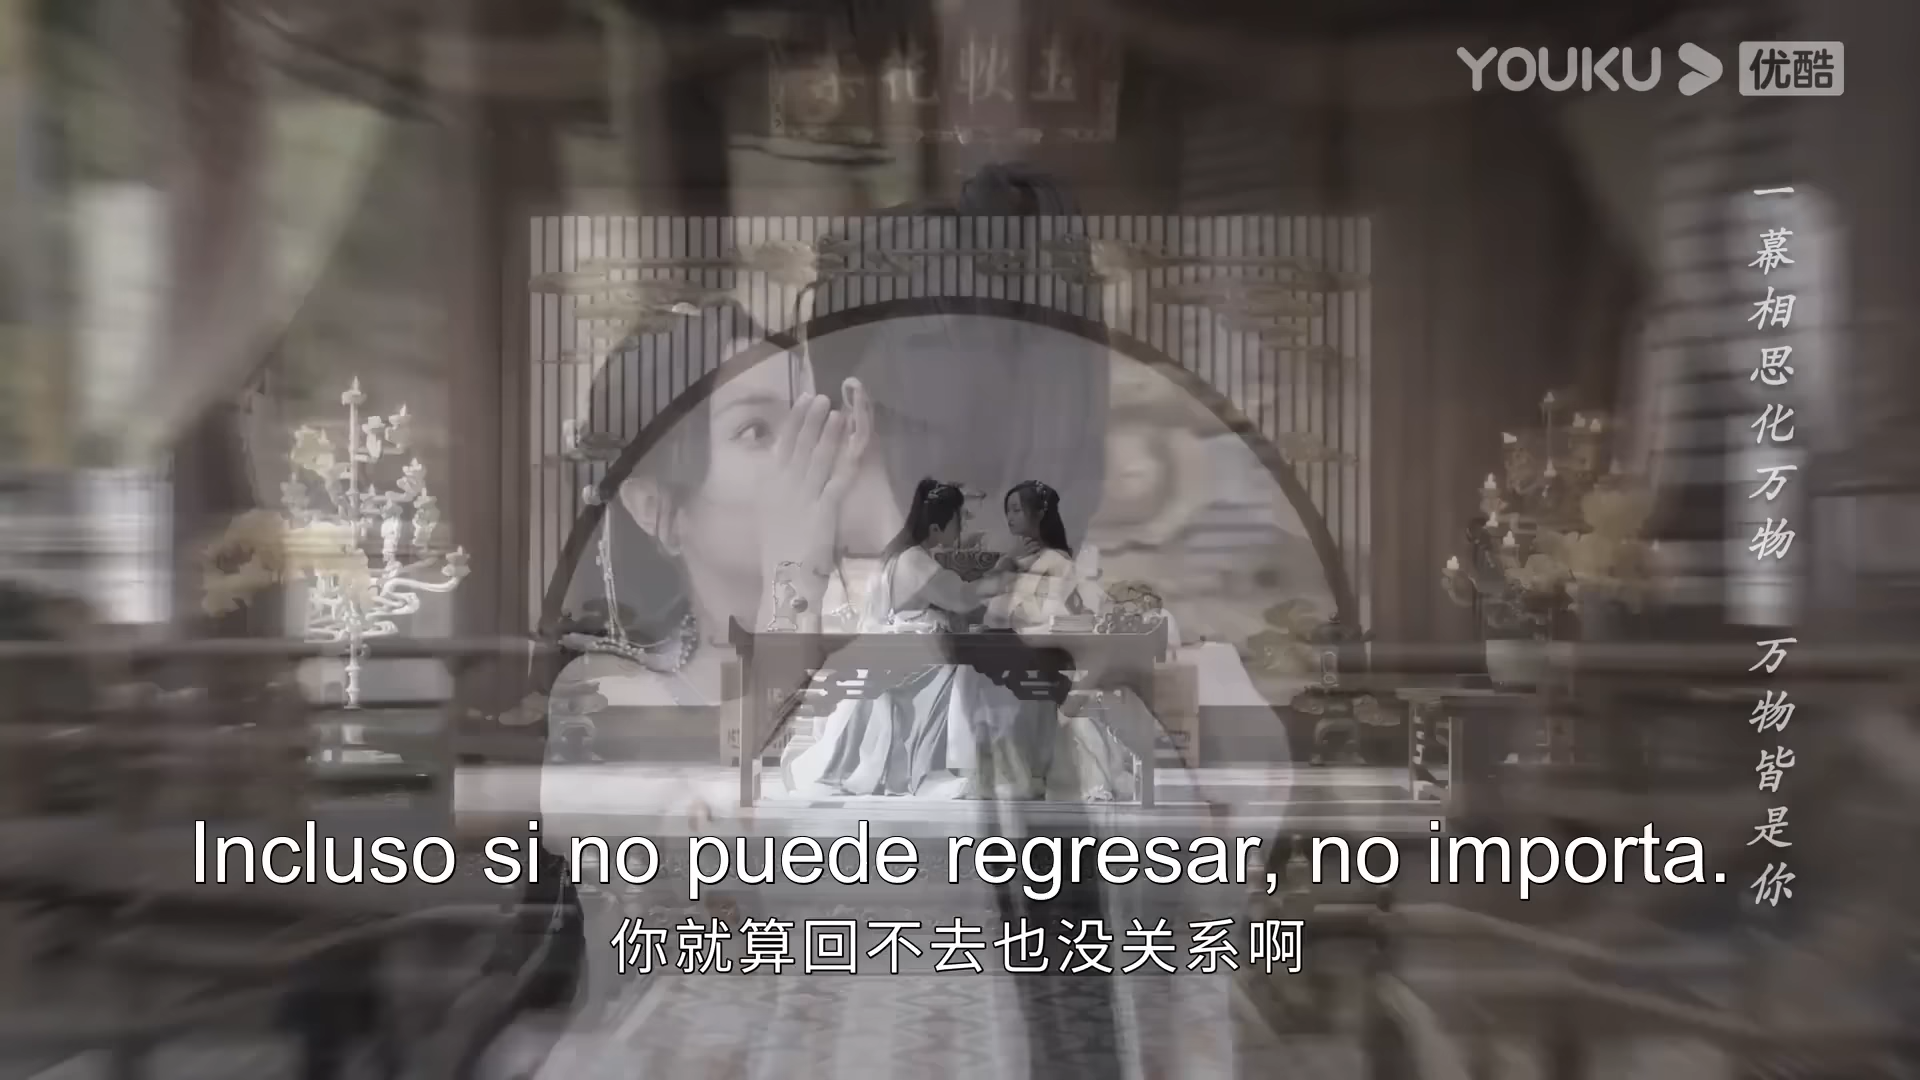 YOUKU 优酷
一幕相思化万物 万物皆是你
Incluso si no puede regresar, no importa.
你就算回不去也没关系啊